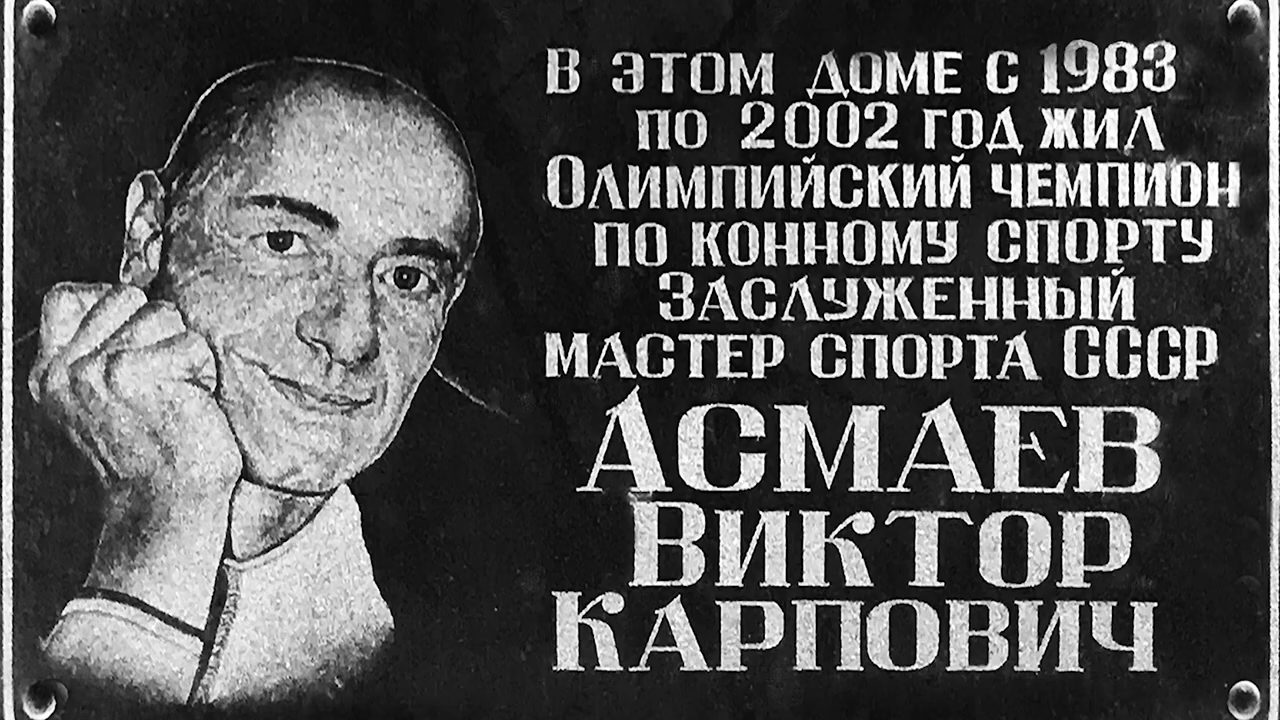 В ЭТОМ ДОМЕ С 1983
ПО 2002 ГОД ЖИЛ
ОЛИМПИЙСКИЙ ЧЕМПИОН
ПО КОННОМУ СПОРТУ
ЗАСЛУЖЕННЫЙ
МАСТЕР СПОРТА СССР
АСМАЕВ
ВИКТОР
КАРПОВИЧ